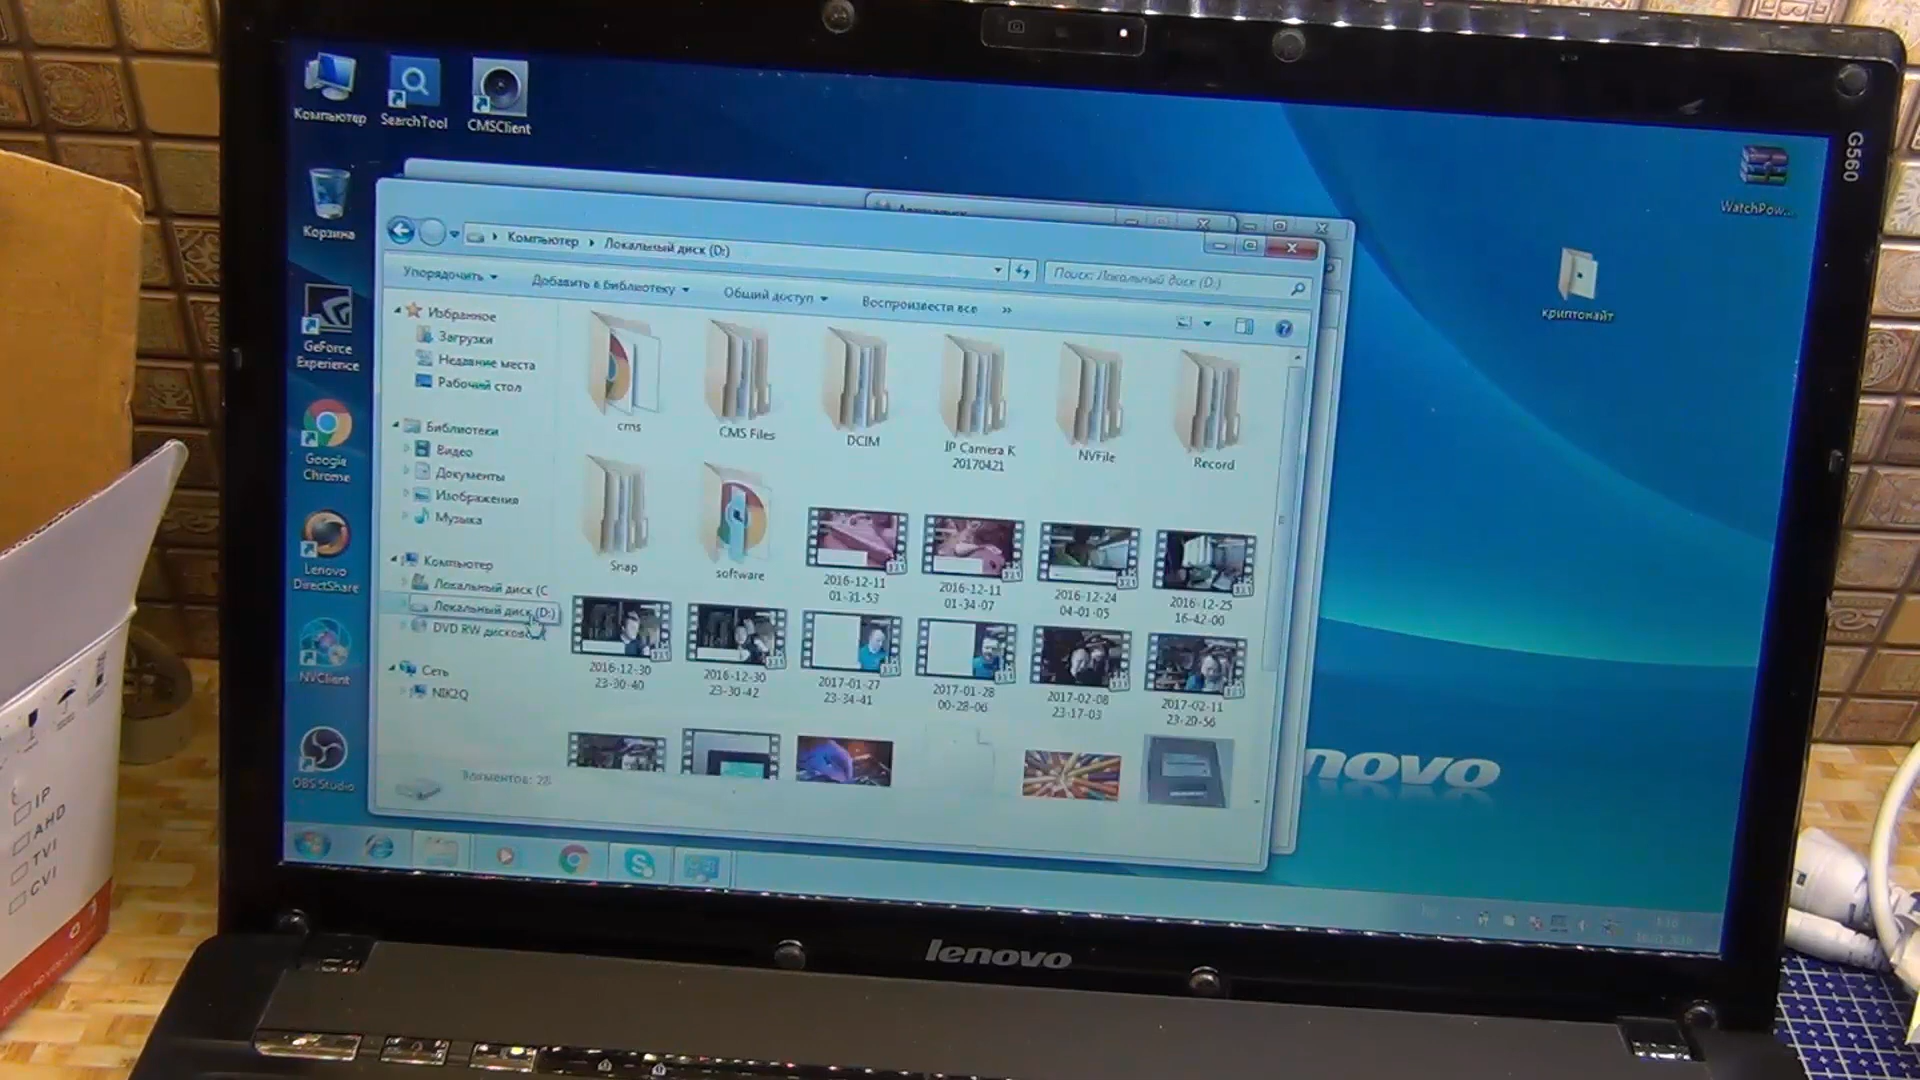 G560
Компьютер
SearchTool
CMSClient
Корзина
GeForce
Experience
Google
Chrome
Lenovo
DirectShare
NVClient
OBS Studio
WatchPow...
криптонайт
Компьютер
Локальный диск (D:)
Поиск: Локальный диск (D:)
Упорядочить
Добавить в библиотеку
Общий доступ
Воспроизвести все
»
Избранное
Загрузки
Недавние места
Рабочий стол
Библиотеки
Видео
Документы
Изображения
Музыка
Компьютер
Локальный диск (C
Локальный диск (D:)
DVD RW дисково
Сеть
NIK2Q
cms
CMS Files
DCIM
IP Camera K
20170421
NVFile
Record
Snap
software
2016-12-11
01-31-53
2016-12-11
01-34-07
2016-12-24
04-01-05
2016-12-25
16-42-00
2016-12-30
23-30-40
2016-12-30
23-30-42
2017-01-27
23-34-41
2017-01-28
00-28-06
2017-02-08
23-17-03
2017-02-11
23-29-56
Элементов: 28
novo
lenovo
IP
AHD
TVI
CVI